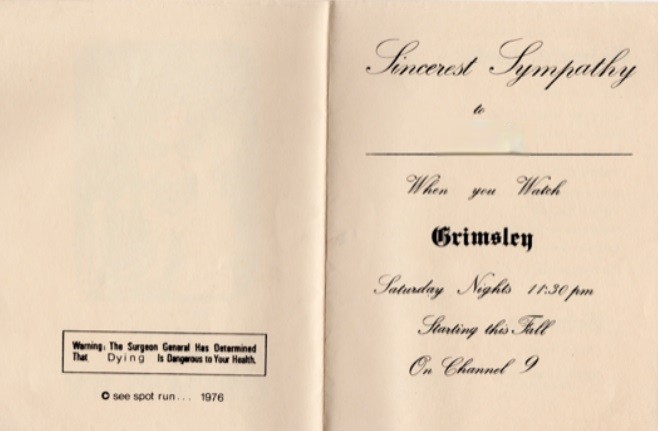 Warning: The Surgeon General Has Determined
That Dying Is Dangerous to Your Health.
© see spot run... 1976
Sincerest Sympathy
to
When you Watch
Grimsley
Saturday Nights 11:30 pm
Starting this Fall
On Channel 9